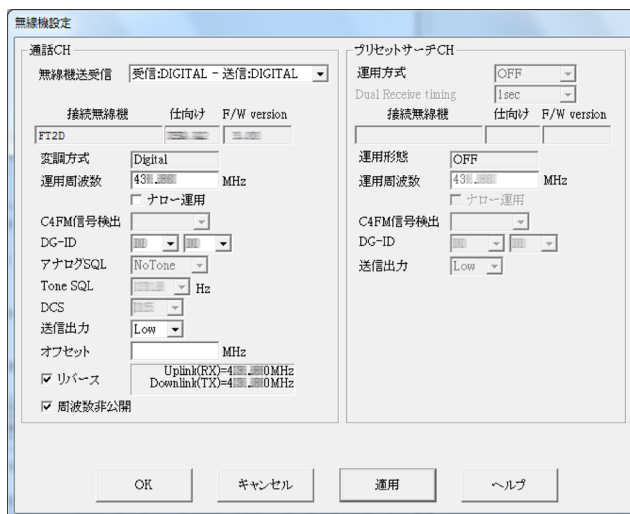 無線機設定
通話CH
無線機送受信 受信:DIGITAL - 送信:DIGITAL
接続無線機 仕向け F/W version
FT2D
変調方式 Digital
運用周波数 MHz
ナロー運用
C4FM信号検出
DG-ID
アナログSQL NoTone
Tone SQL Hz
DCS
送信出力 Low
オフセット MHz
リバース
Uplink(RX)=4 0MHz
Downlink(TX)=4 0MHz
周波数非公開
プリセットサーチCH
運用方式 OFF
Dual Receive timing 1sec
接続無線機 仕向け F/W version
運用形態 OFF
運用周波数 MHz
ナロー運用
C4FM信号検出
DG-ID
送信出力 Low
OK キャンセル 適用 ヘルプ